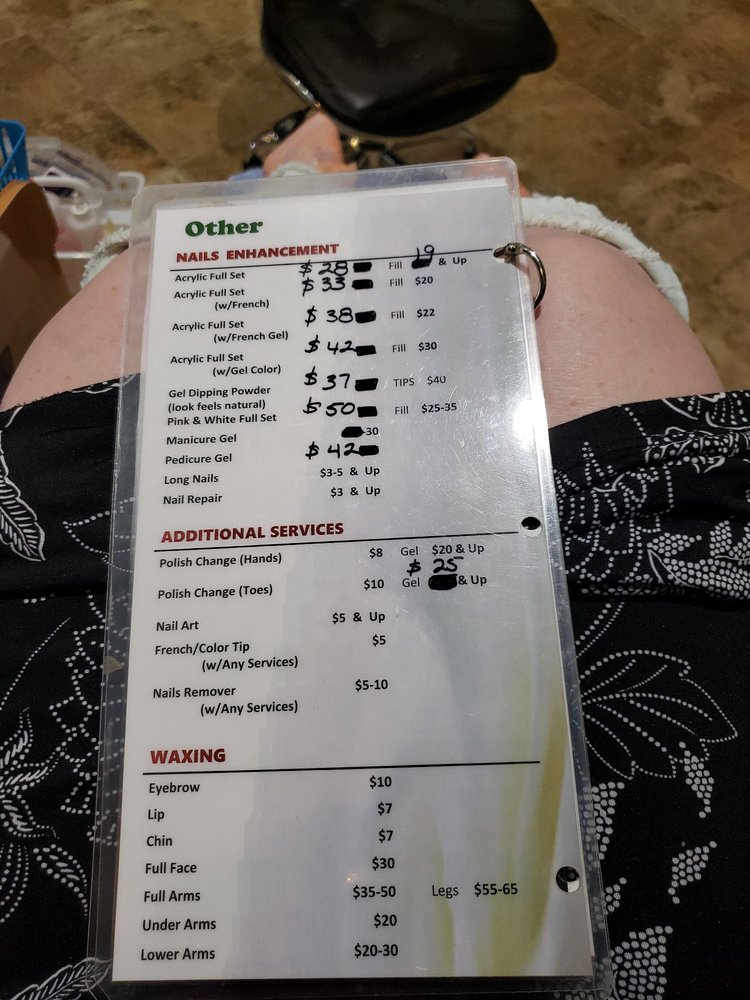 Other
NAILS ENHANCEMENT
Acrylic Full Set $28 Fill 19 & Up
Acrylic Full Set $33 Fill $20
(w/French)
Acrylic Full Set $38 Fill $22
(w/French Gel)
Acrylic Full Set $42 Fill $30
(w/Gel Color)
Gel Dipping Powder $37 TIPS $40
(look feels natural)
Pink & White Full Set $50 Fill $25-35
Manicure Gel -30
Pedicure Gel $42
Long Nails $3-5 & Up
Nail Repair $3 & Up
ADDITIONAL SERVICES
Polish Change (Hands) $8 Gel $20 & Up
Polish Change (Toes) $10 Gel $25 & Up
Nail Art $5 & Up
French/Color Tip $5
(w/Any Services)
Nails Remover $5-10
(w/Any Services)
WAXING
Eyebrow $10
Lip $7
Chin $7
Full Face $30
Full Arms $35-50 Legs $55-65
Under Arms $20
Lower Arms $20-30